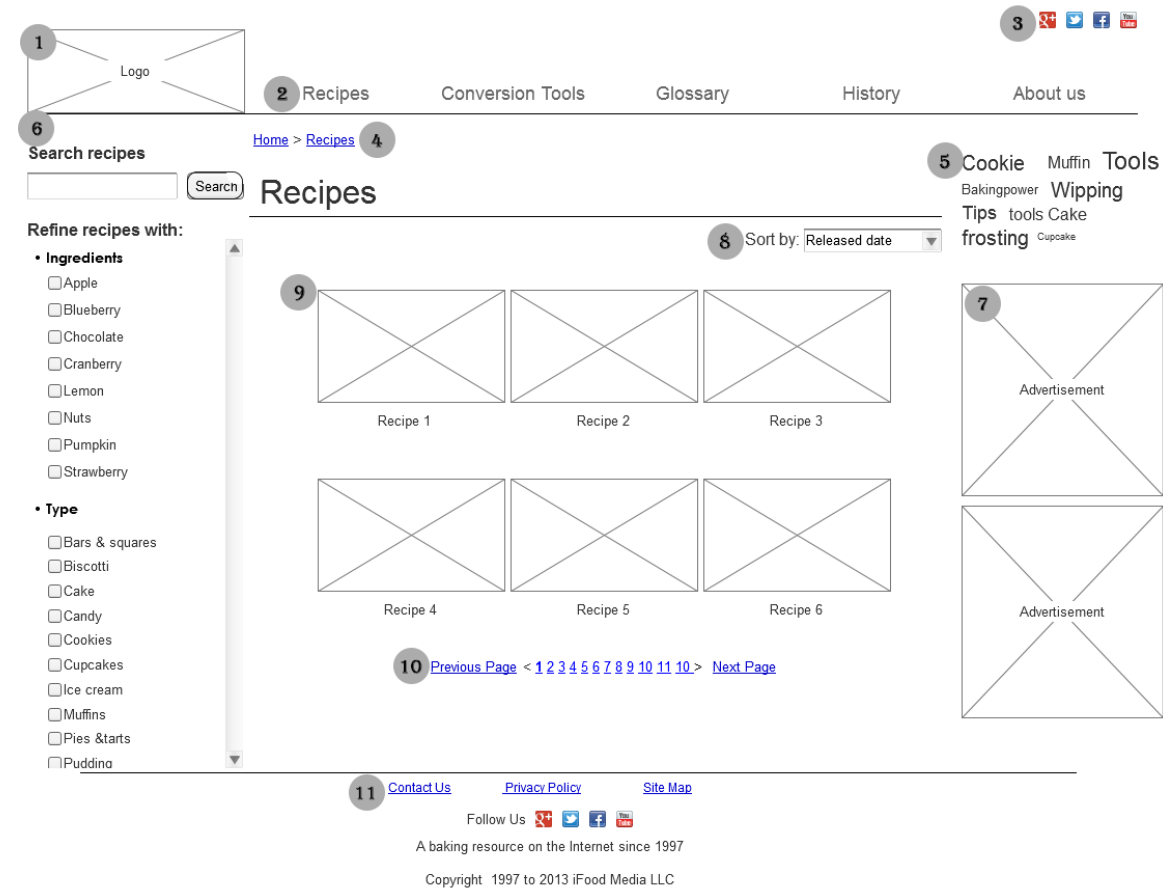 3 g+ You Tube
1
Logo
2 Recipes Conversion Tools Glossary History About us
6
Home > Recipes 4
Search recipes
Search
Recipes
5 Cookie Muffin Tools
Bakingpower Wipping
Tips tools Cake
frosting Cupcake
Refine recipes with:
8 Sort by: Released date
• Ingredients
Apple
Blueberry
Chocolate
Cranberry
Lemon
Nuts
Pumpkin
Strawberry
• Type
Bars & squares
Biscotti
Cake
Candy
Cookies
Cupcakes
Ice cream
Muffins
Pies &tarts
Pudding
9
Recipe 1 Recipe 2 Recipe 3
Recipe 4 Recipe 5 Recipe 6
10 Previous Page < 1 2 3 4 5 6 7 8 9 10 11 10 > Next Page
7
Advertisement
Advertisement
11 Contact Us Privacy Policy Site Map
Follow Us g+ f You Tube
A baking resource on the Internet since 1997
Copyright 1997 to 2013 iFood Media LLC